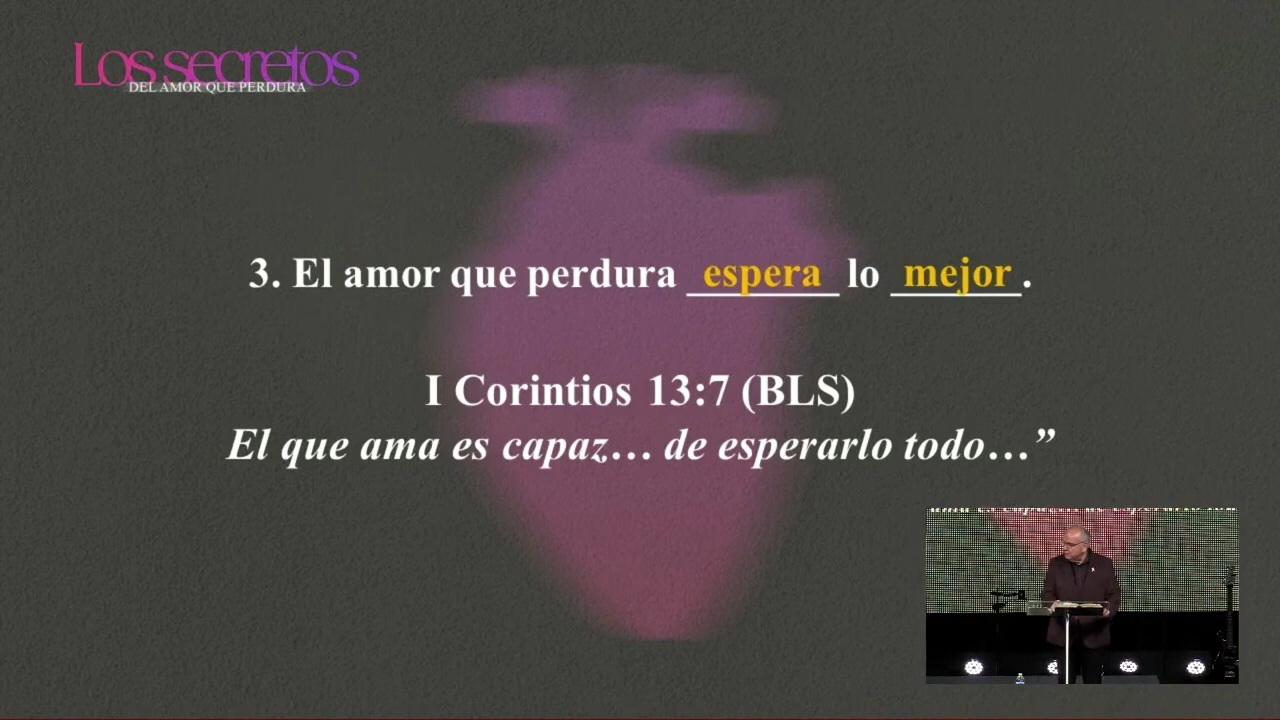 Los secretos
DEL AMOR QUE PERDURA
3. El amor que perdura espera lo mejor.
I Corintios 13:7 (BLS)
El que ama es capaz… de esperarlo todo…”